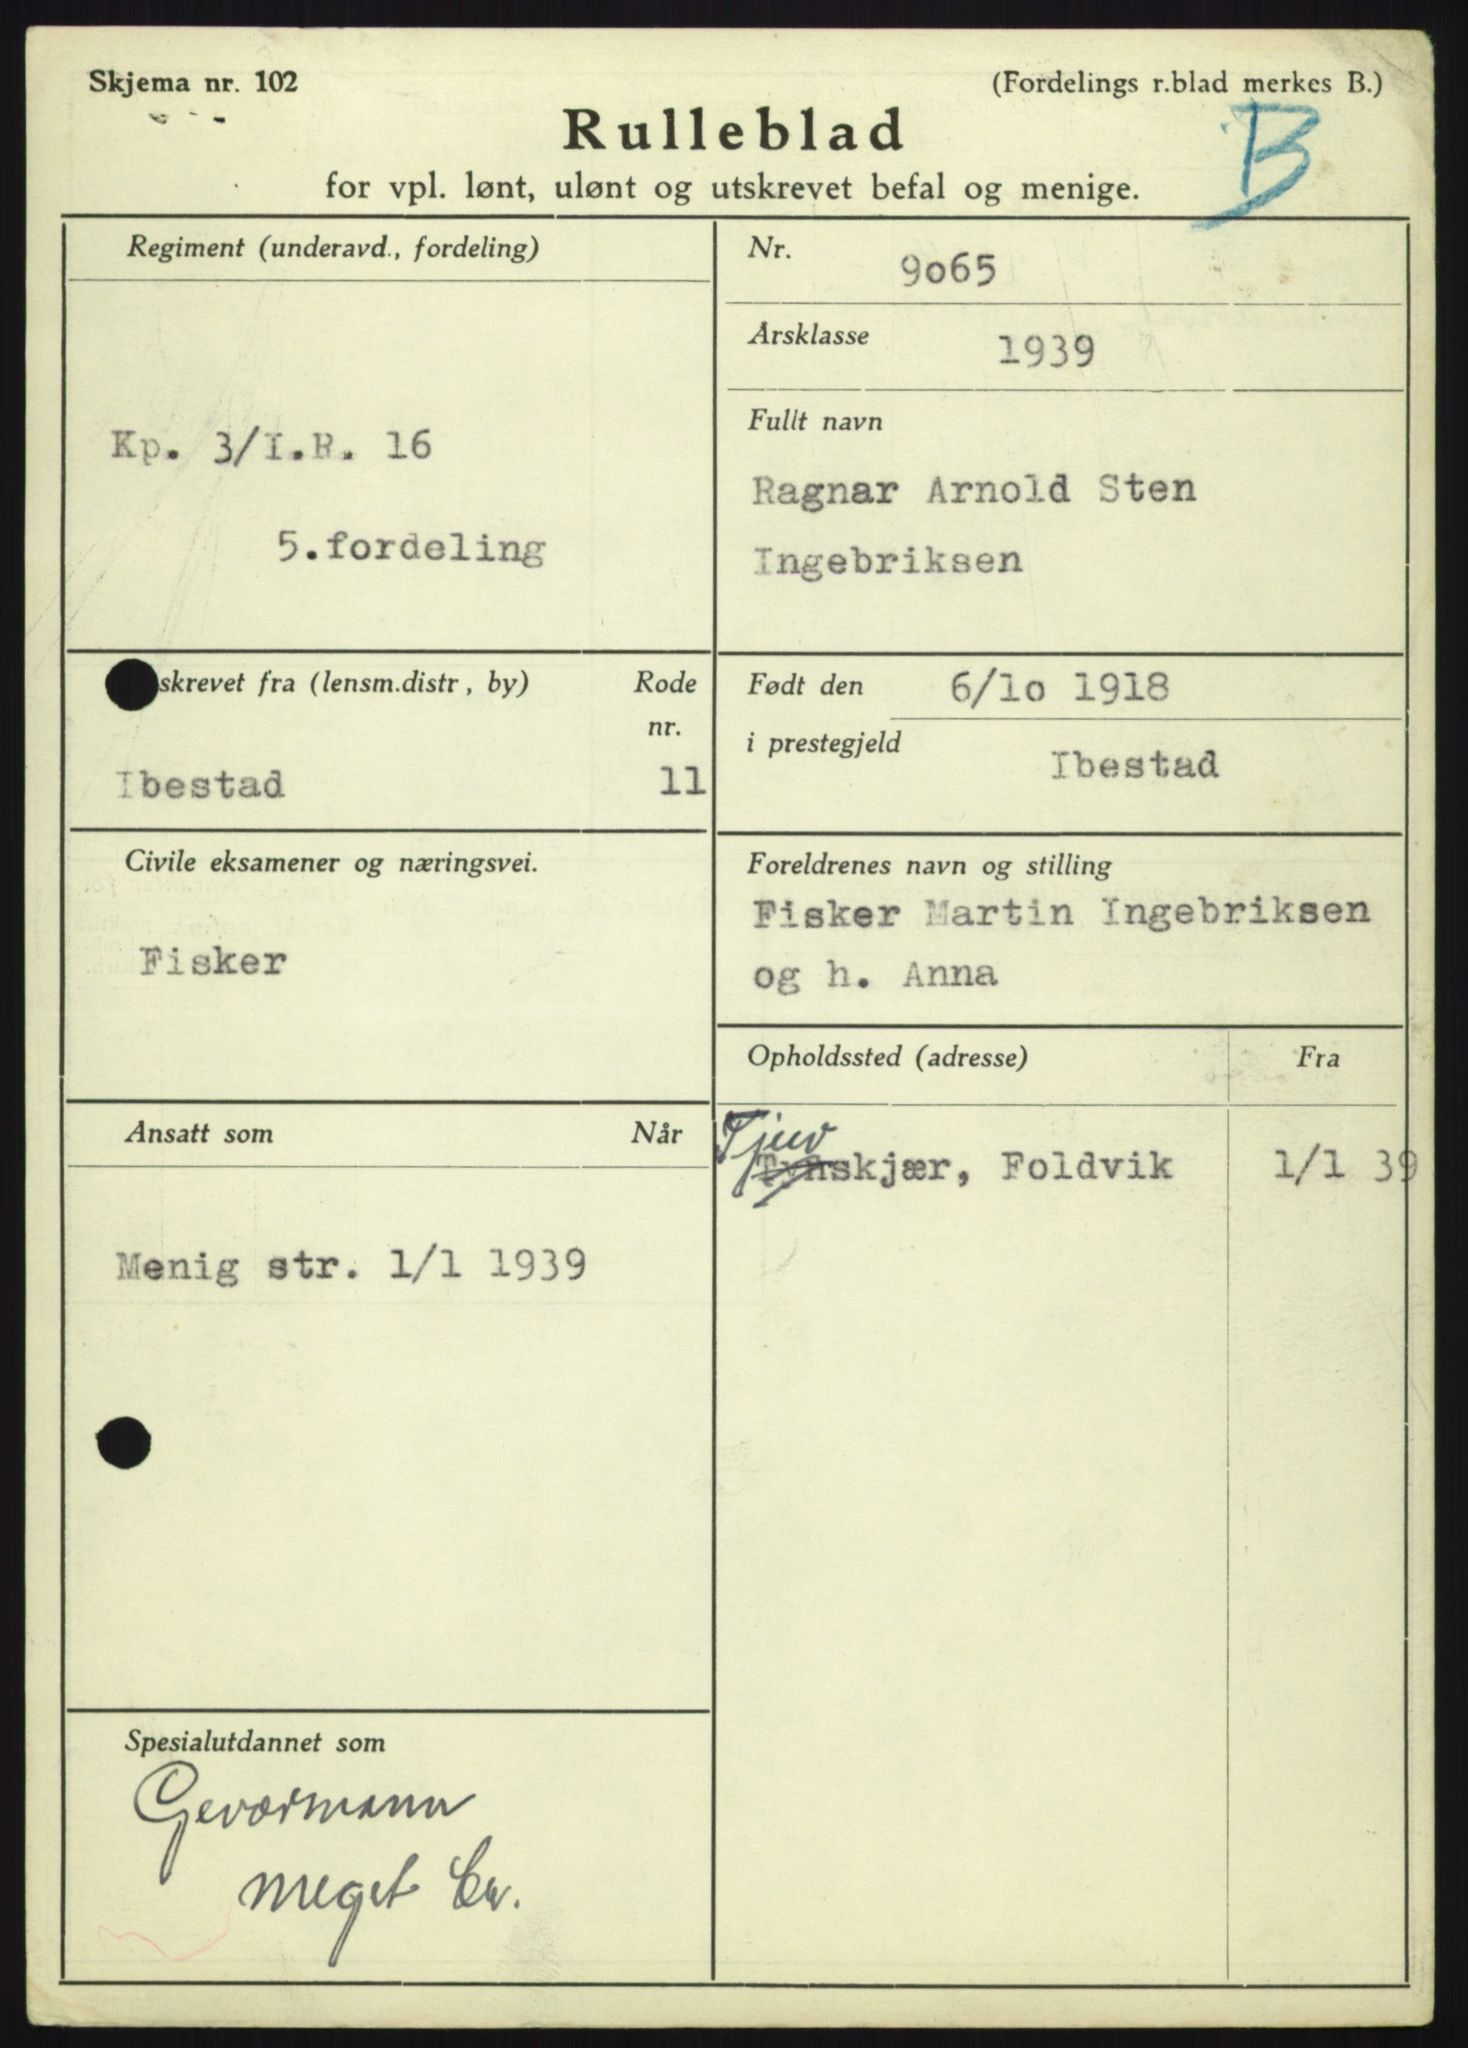 Skjema nr. 102
(Fordelings r.blad merkes B.)
B
Rulleblad
for vpl. lønt, ulønt og utskrevet befal og menige.
Regiment (underavd., fordeling)
Kp. 3/I.R. 16
5.fordeling
skrevet fra (lensm.distr, by)
Rode
nr.
Ibestad
11
Civile eksamener og næringsvei.
Fisker
Ansatt som
Når
Menig str. 1/1 1939
Spesialutdannet som
Geværmann
meget
Nr.
9o65
Årsklasse
1939
Fullt navn
Ragnar Arnold Sten
Ingebriksen
Født den
6/1o 1918
i prestegjeld
Ibestad
Foreldrenes navn og stilling
Fisker Martin Ingebriksen
og h. Anna
Opholdssted (adresse)
Fra
Tjuv
skjær, Foldvik
1/1 39